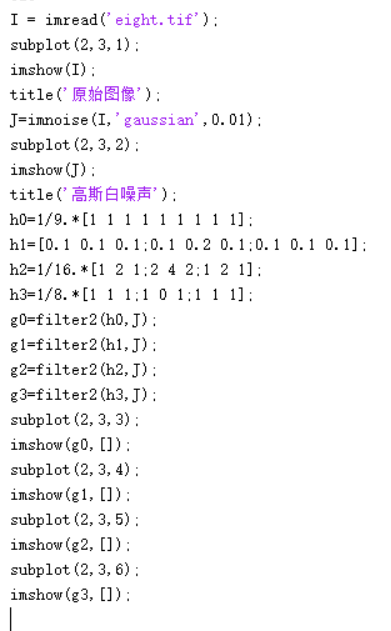 I = imread('eight.tif');
subplot(2,3,1);
imshow(I);
title('原始图像');
J=imnoise(I,'gaussian',0.01);
subplot(2,3,2);
imshow(J);
title('高斯白噪声');
h0=1/9.*[1 1 1 1 1 1 1 1 1];
h1=[0.1 0.1 0.1;0.1 0.2 0.1;0.1 0.1 0.1];
h2=1/16.*[1 2 1;2 4 2;1 2 1];
h3=1/8.*[1 1 1;1 0 1;1 1 1];
g0=filter2(h0,J);
g1=filter2(h1,J);
g2=filter2(h2,J);
g3=filter2(h3,J);
subplot(2,3,3);
imshow(g0,[]);
subplot(2,3,4);
imshow(g1,[]);
subplot(2,3,5);
imshow(g2,[]);
subplot(2,3,6);
imshow(g3,[]);